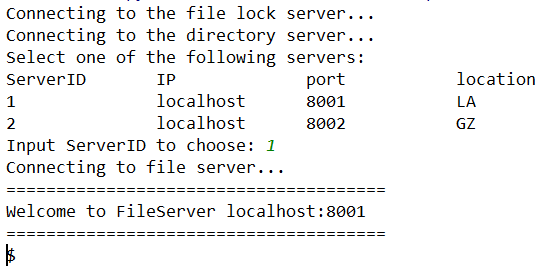 Connecting to the file lock server...
Connecting to the directory server...
Select one of the following servers:
ServerID IP port location
1 localhost 8001 LA
2 localhost 8002 GZ
Input ServerID to choose: 1
Connecting to file server...
======================================
Welcome to FileServer localhost:8001
======================================
$